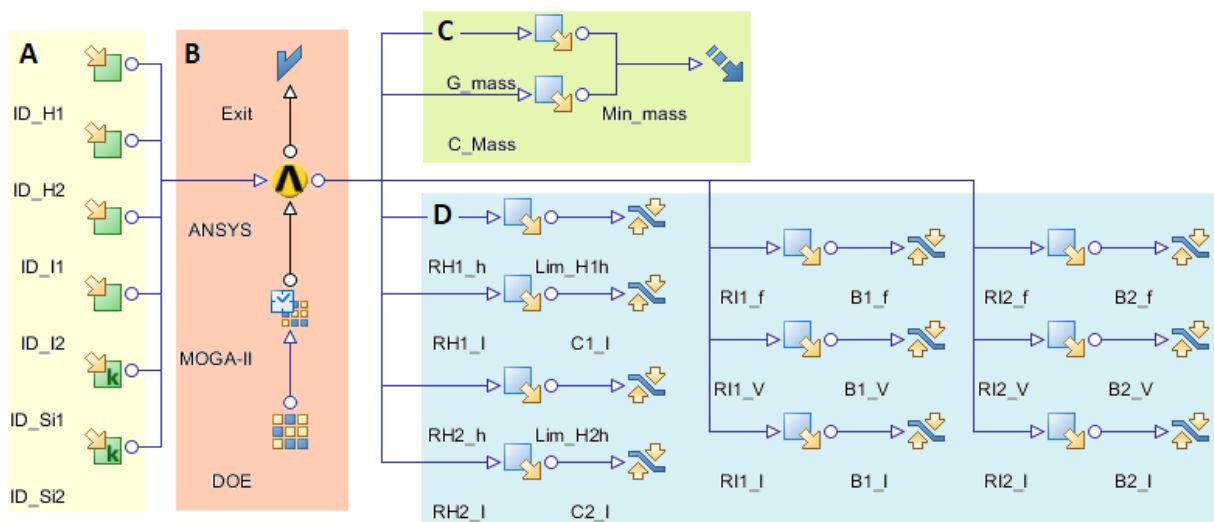 A
ID_H1
ID_H2
ID_I1
ID_I2
k
ID_Si1
k
ID_Si2
B
Exit
ANSYS
MOGA-II
DOE
C
G_mass
Min_mass
C_Mass
D
RH1_h Lim_H1h
RH1_I C1_I
RH2_h Lim_H2h
RH2_I C2_I
RI1_f B1_f
RI1_V B1_V
RI1_I B1_I
RI2_f B2_f
RI2_V B2_V
RI2_I B2_I